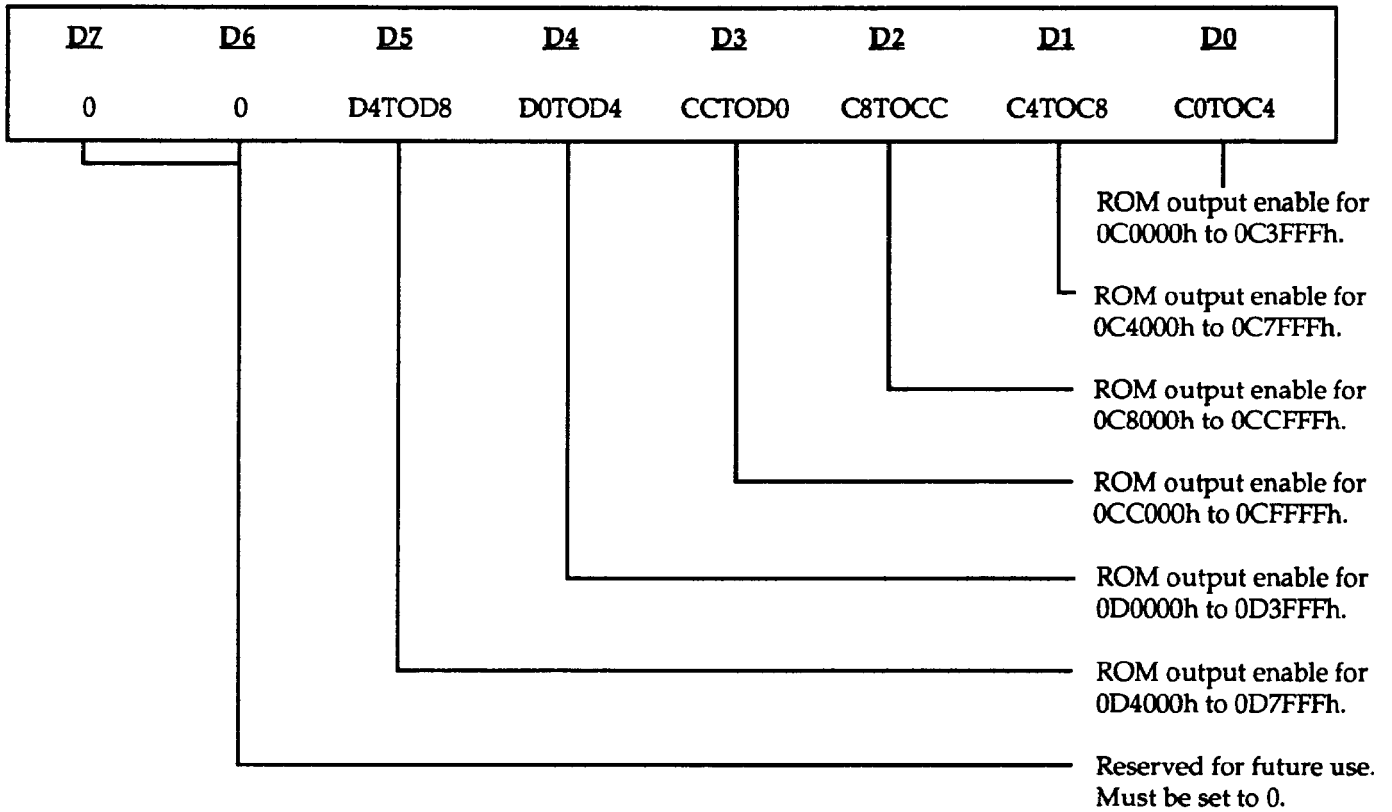 D7 D6 D5 D4 D3 D2 D1 D0
0 0 D4TOD8 D0TOD4 CCTOD0 C8TOCC C4TOC8 C0TOC4
ROM output enable for
0C0000h to 0C3FFFh.
ROM output enable for
0C4000h to 0C7FFFh.
ROM output enable for
0C8000h to 0CCFFFh.
ROM output enable for
0CC000h to 0CFFFFh.
ROM output enable for
0D0000h to 0D3FFFh.
ROM output enable for
0D4000h to 0D7FFFh.
Reserved for future use.
Must be set to 0.